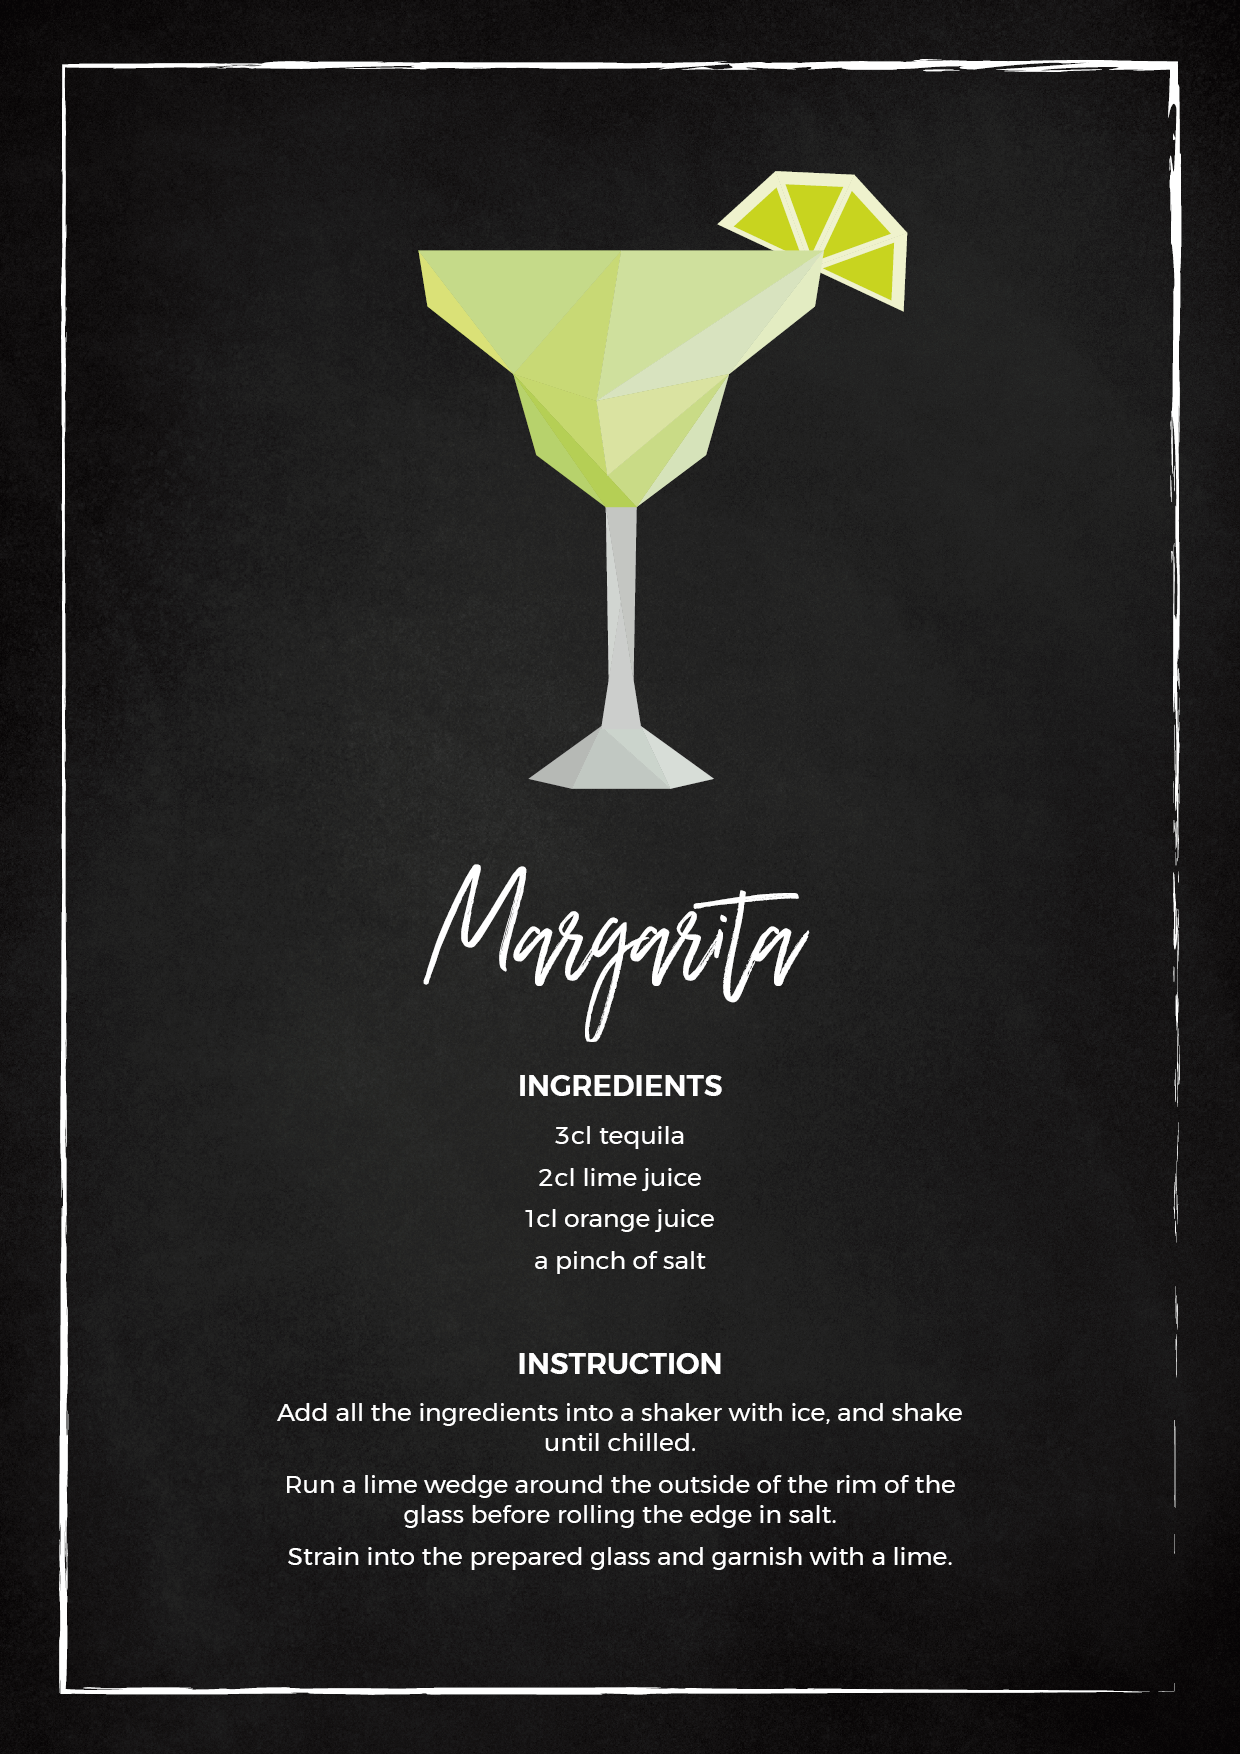 Margarita
INGREDIENTS
3cl tequila
2cl lime juice
1cl orange juice
a pinch of salt
INSTRUCTION
Add all the ingredients into a shaker with ice, and shake
until chilled.
Run a lime wedge around the outside of the rim of the
glass before rolling the edge in salt.
Strain into the prepared glass and garnish with a lime.